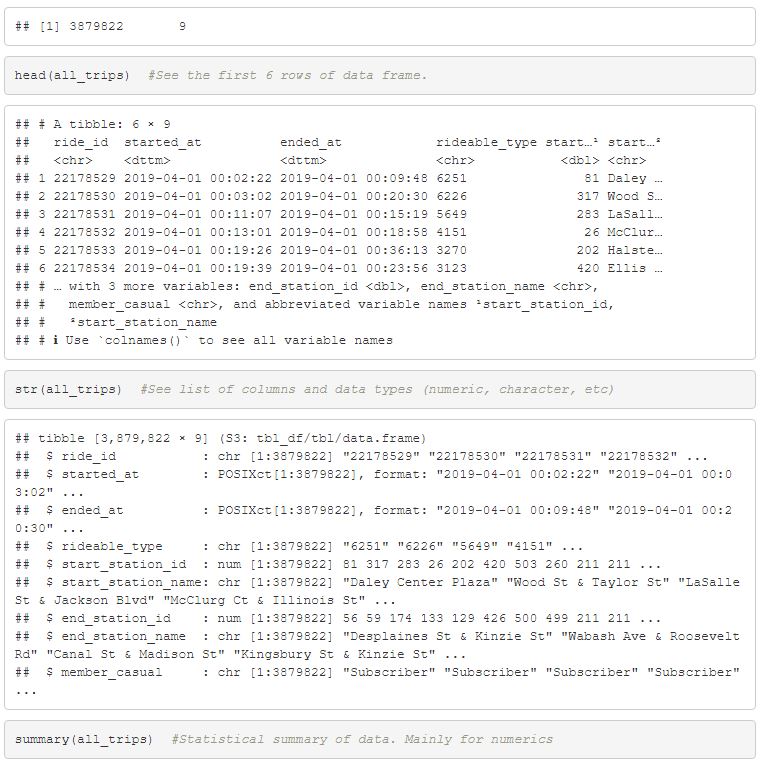 ## [1] 3879822       9
head(all_trips)  #See the first 6 rows of data frame.
## # A tibble: 6 × 9
##   ride_id  started_at          ended_at            rideable_type start…¹ start…²
##   <chr>    <dttm>              <dttm>              <chr>           <dbl> <chr>
## 1 22178529 2019-04-01 00:02:22 2019-04-01 00:09:48 6251               81 Daley …
## 2 22178530 2019-04-01 00:03:02 2019-04-01 00:20:30 6226              317 Wood S…
## 3 22178531 2019-04-01 00:11:07 2019-04-01 00:15:19 5649              283 LaSall…
## 4 22178532 2019-04-01 00:13:01 2019-04-01 00:18:58 4151               26 McClur…
## 5 22178533 2019-04-01 00:19:26 2019-04-01 00:36:13 3270              202 Halste…
## 6 22178534 2019-04-01 00:19:39 2019-04-01 00:23:56 3123              420 Ellis …
## # … with 3 more variables: end_station_id <dbl>, end_station_name <chr>,
## #   member_casual <chr>, and abbreviated variable names ¹start_station_id,
## #   ²start_station_name
## # ℹ Use `colnames()` to see all variable names
str(all_trips)  #See list of columns and data types (numeric, character, etc)
## tibble [3,879,822 × 9] (S3: tbl_df/tbl/data.frame)
##  $ ride_id           : chr [1:3879822] "22178529" "22178530" "22178531" "22178532" ...
##  $ started_at        : POSIXct[1:3879822], format: "2019-04-01 00:02:22" "2019-04-01 00:0
3:02" ...
##  $ ended_at          : POSIXct[1:3879822], format: "2019-04-01 00:09:48" "2019-04-01 00:2
0:30" ...
##  $ rideable_type     : chr [1:3879822] "6251" "6226" "5649" "4151" ...
##  $ start_station_id  : num [1:3879822] 81 317 283 26 202 420 503 260 211 211 ...
##  $ start_station_name: chr [1:3879822] "Daley Center Plaza" "Wood St & Taylor St" "LaSalle
St & Jackson Blvd" "McClurg Ct & Illinois St" ...
##  $ end_station_id    : num [1:3879822] 56 59 174 133 129 426 500 499 211 211 ...
##  $ end_station_name  : chr [1:3879822] "Desplaines St & Kinzie St" "Wabash Ave & Roosevelt
Rd" "Canal St & Madison St" "Kingsbury St & Kinzie St" ...
##  $ member_casual     : chr [1:3879822] "Subscriber" "Subscriber" "Subscriber" "Subscriber"
...
summary(all_trips)  #Statistical summary of data. Mainly for numerics